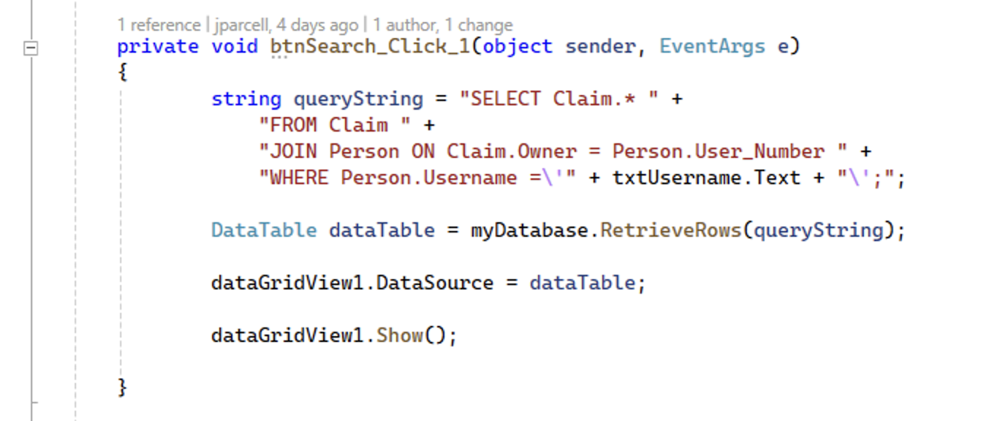 1 reference | jparcell, 4 days ago | 1 author, 1 change
private void btnSearch_Click_1(object sender, EventArgs e)
{
string queryString = "SELECT Claim.* " +
"FROM Claim " +
"JOIN Person ON Claim.Owner = Person.User_Number " +
"WHERE Person.Username =\'" + txtUsername.Text + "\';";
DataTable dataTable = myDatabase.RetrieveRows(queryString);
dataGridView1.DataSource = dataTable;
dataGridView1.Show();
}